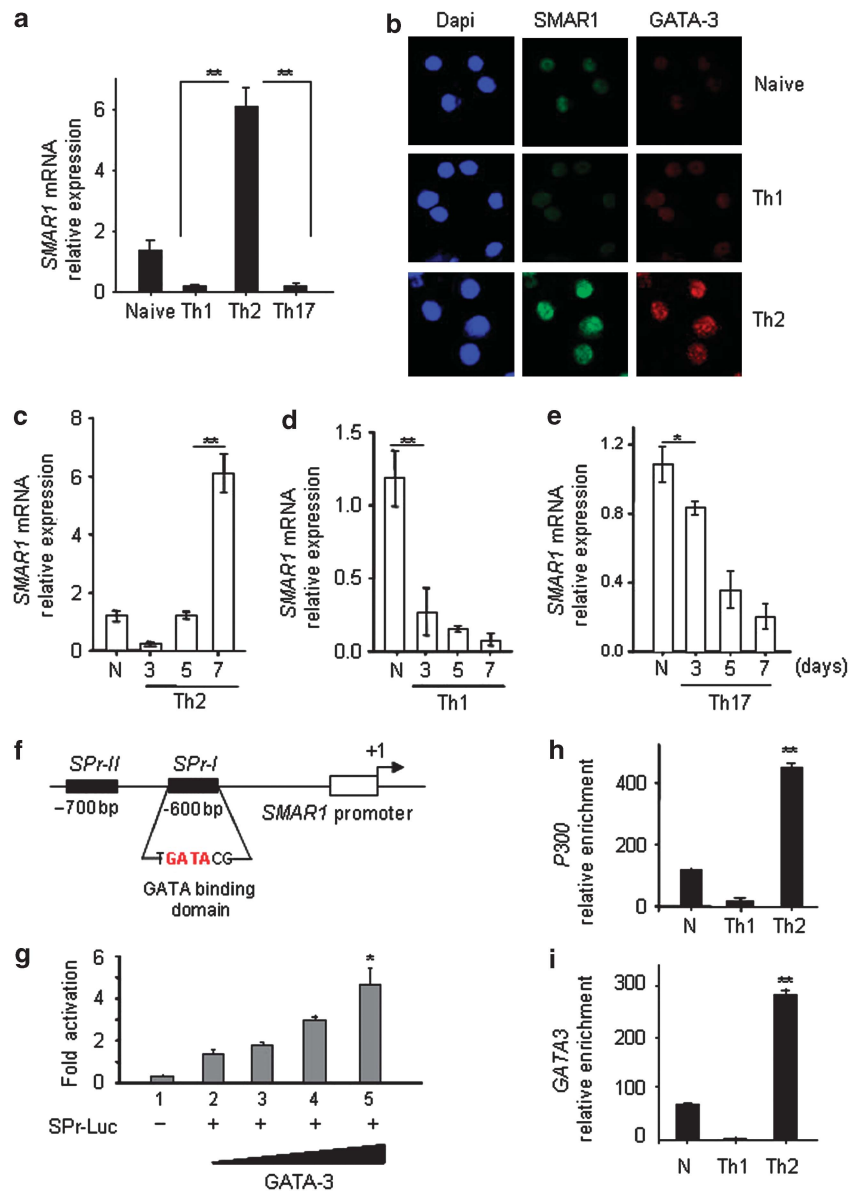 a
SMAR1 mRNA
relative expression
6
4
2
0
**
**
Naive Th1 Th2 Th17
b
Dapi SMAR1 GATA-3
Naive
Th1
Th2
c
SMAR1 mRNA
relative expression
8
6
4
2
0
**
N 3 5 7
Th2
d
SMAR1 mRNA
relative expression
1.5
1.0
0.5
0.0
**
N 3 5 7
Th1
e
SMAR1 mRNA
relative expression
1.2
0.8
0.4
0.0
*
N 3 5 7 (days)
Th17
f
SPr-II SPr-I +1
−700bp -600bp SMAR1 promoter
TGATACG
GATA binding
domain
g
Fold activation
6
4
2
0
*
1 2 3 4 5
SPr-Luc − + + + +
GATA-3
h
P300
relative enrichment
400
200
0
**
N Th1 Th2
i
GATA3
relative enrichment
300
200
100
0
**
N Th1 Th2